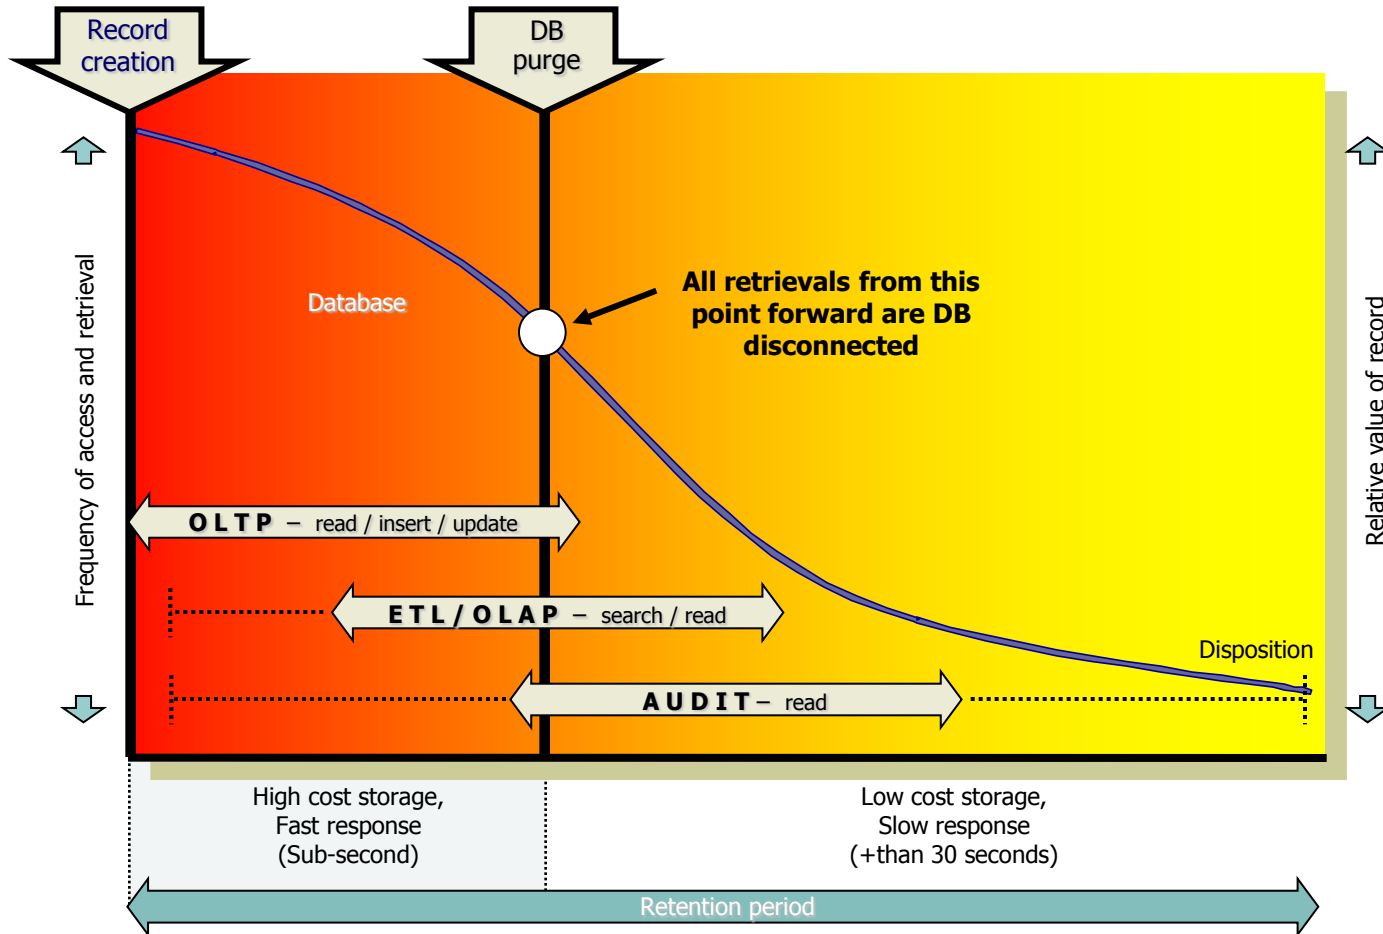 Record
creation
DB
purge
Frequency of access and retrieval
Database
All retrievals from this
point forward are DB
disconnected
Relative value of record
OLTP – read / insert / update
ETL/OLAP – search / read
Disposition
AUDIT – read
High cost storage,
Fast response
(Sub-second)
Low cost storage,
Slow response
(+than 30 seconds)
Retention period